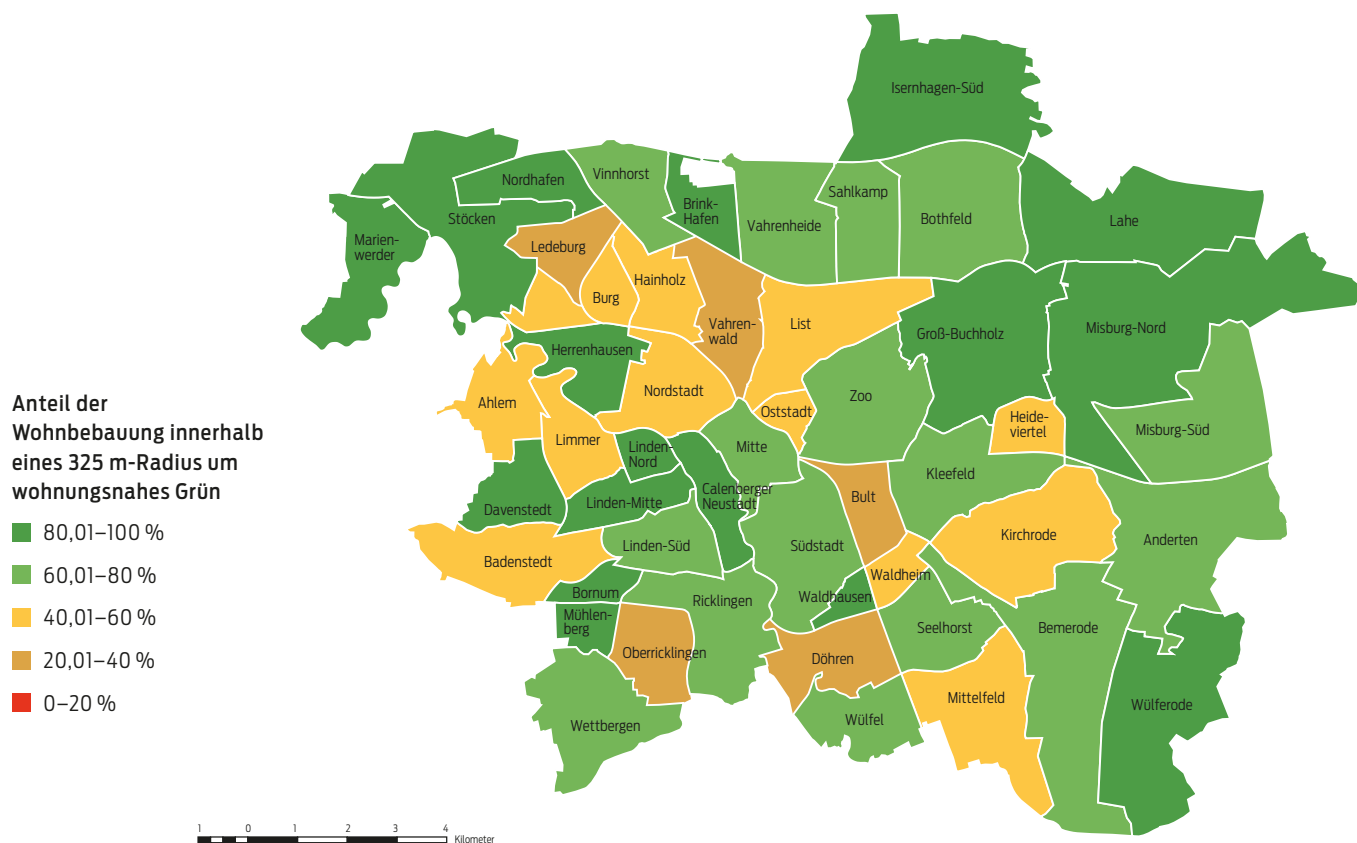 Isernhagen-Süd
Nordhafen
Vinnhorst
Brink-
Hafen
Vahrenheide
Sahlkamp
Bothfeld
Lahe
Stöcken
Marien-
werder
Ledeburg
Burg
Hainholz
Vahren-
wald
List
Groß-Buchholz
Misburg-Nord
Herrenhausen
Nordstadt
Oststadt
Zoo
Heide-
viertel
Misburg-Süd
Ahlem
Limmer
Linden-
Nord
Mitte
Calenberger
Neustadt
Kleefeld
Bult
Davenstedt
Linden-Mitte
Linden-Süd
Südstadt
Kirchrode
Anderten
Badenstedt
Waldheim
Bornum
Ricklingen
Waldhausen
Mühlen-
berg
Seelhorst
Bemerode
Oberricklingen
Döhren
Mittelfeld
Wülferode
Wettbergen
Wülfel
Anteil der
Wohnbebauung innerhalb
eines 325 m-Radius um
wohnungsnahes Grün
80,01–100 %
60,01–80 %
40,01–60 %
20,01–40 %
0–20 %
1 0 1 2 3 4
Kilometer